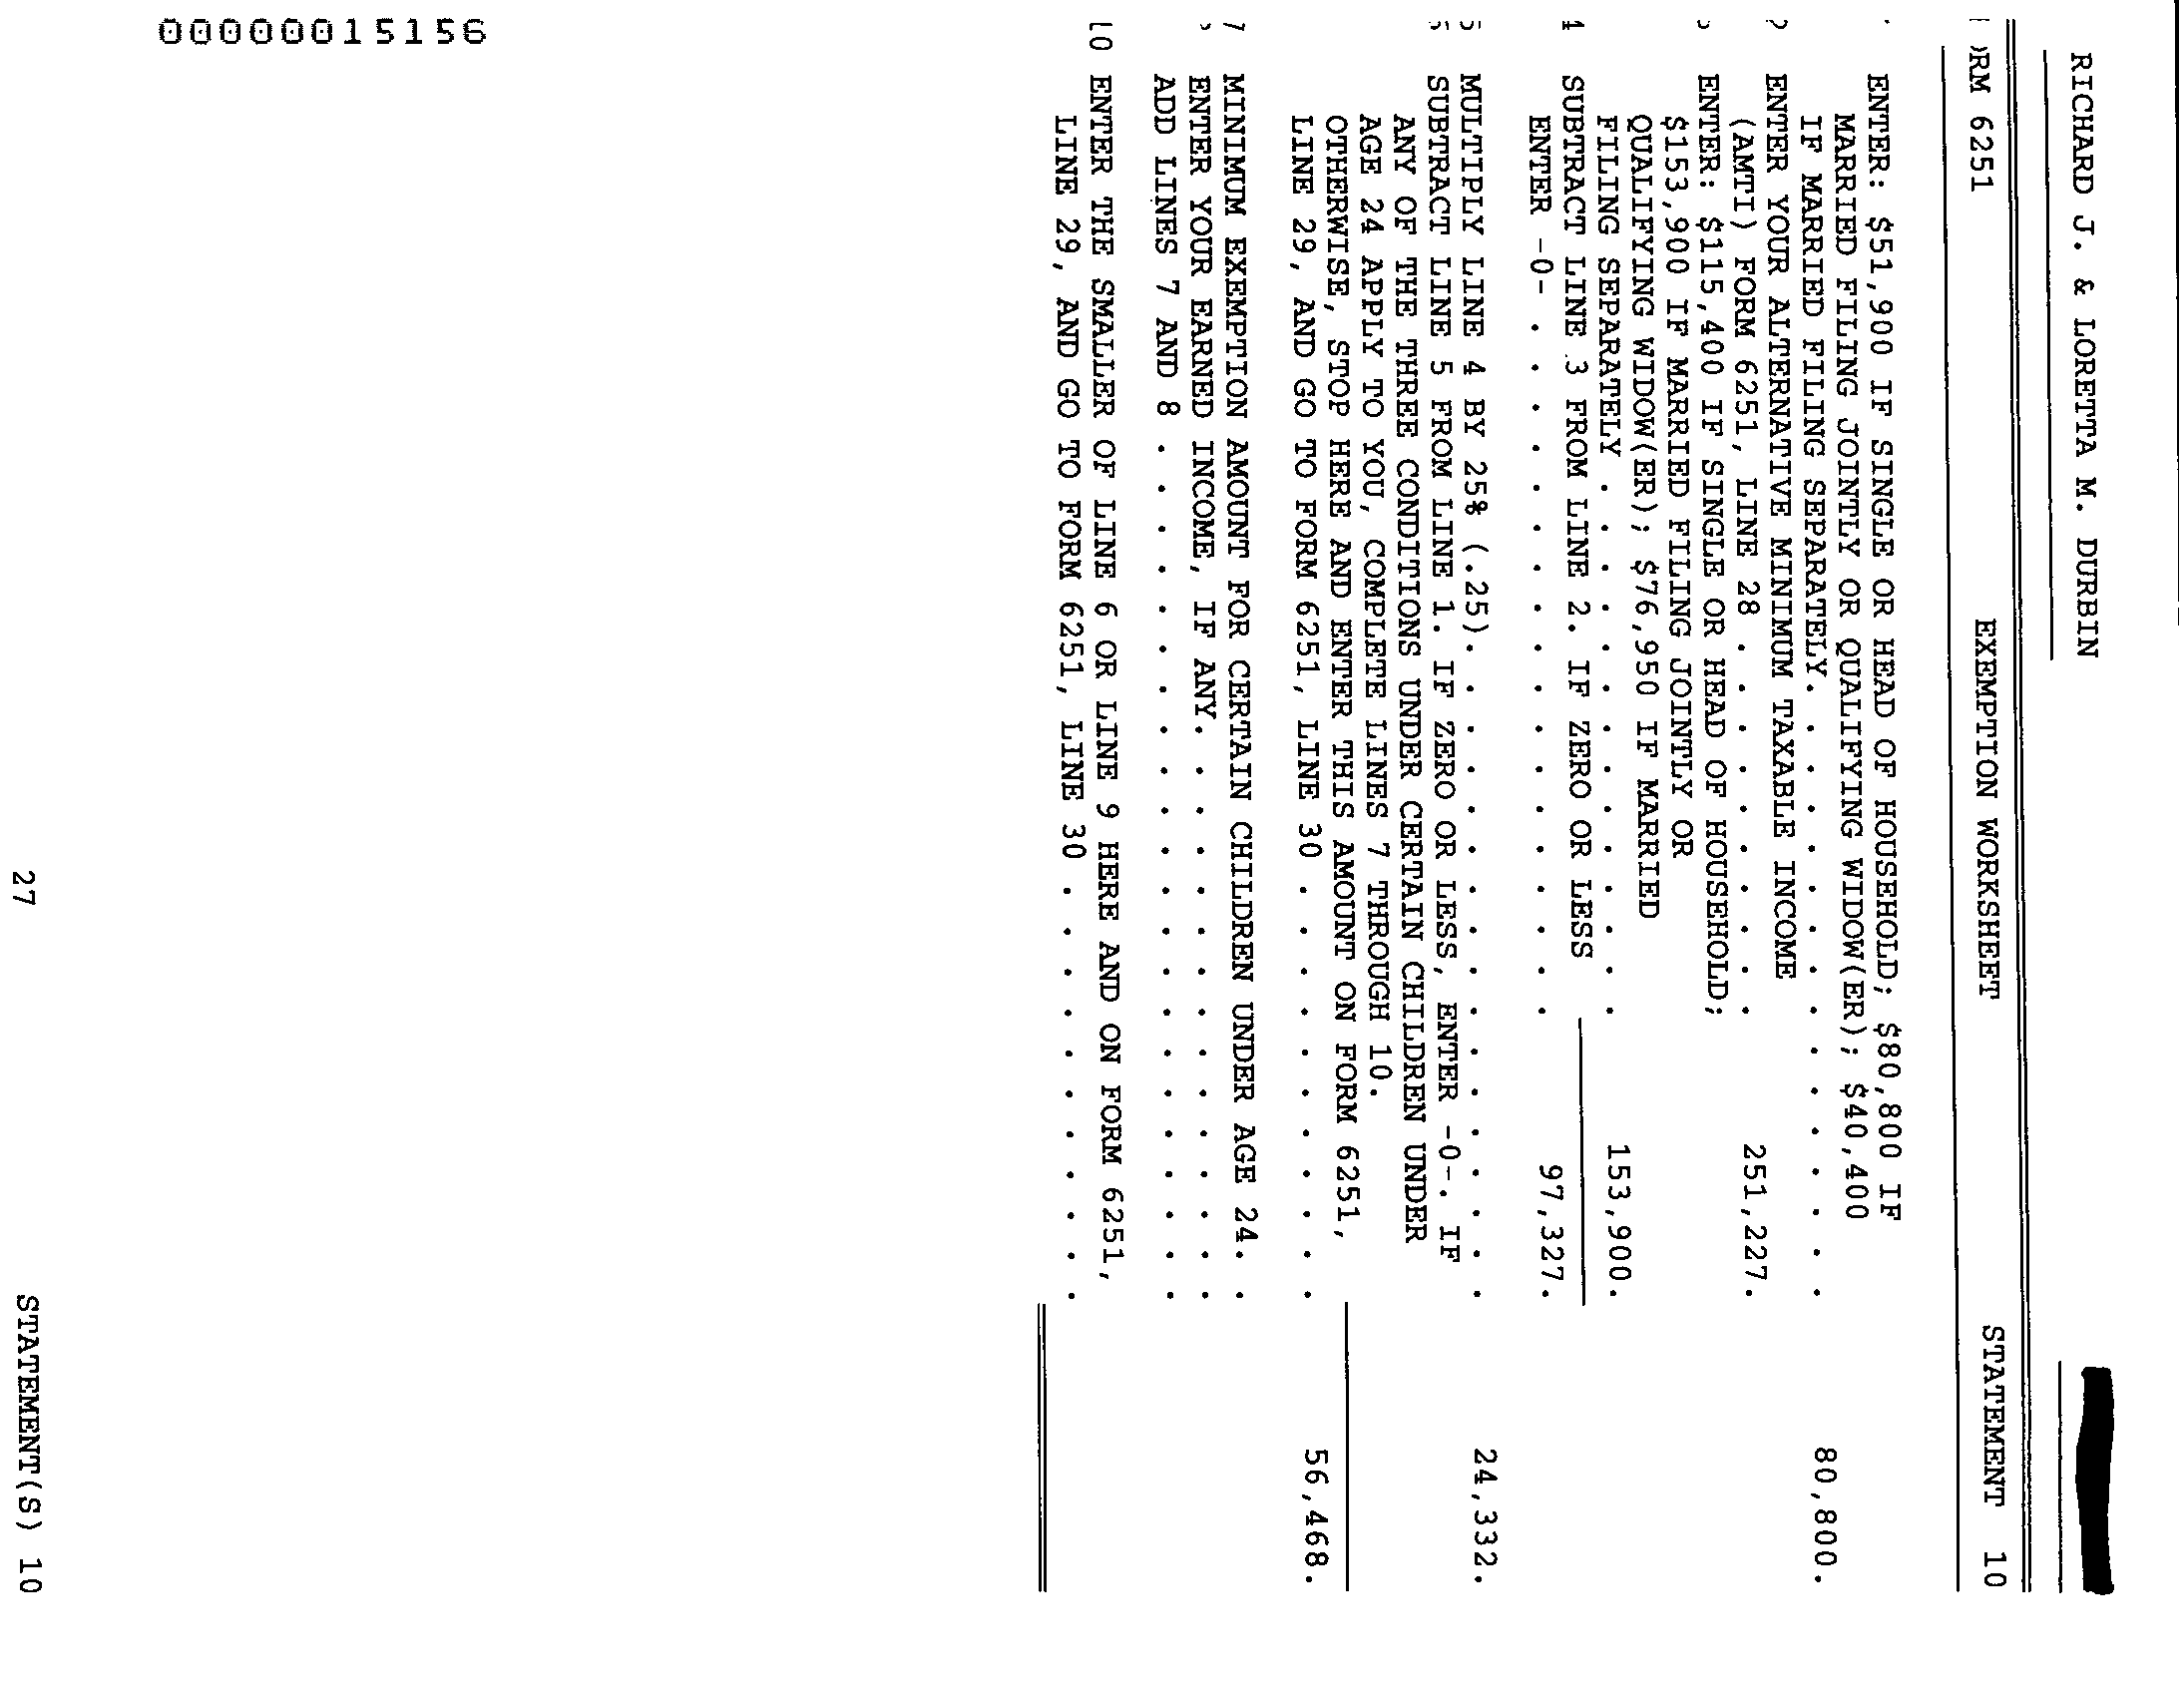 RICHARD J. & LORETTA M. DURBIN
RM 6251 EXEMPTION WORKSHEET STATEMENT 10
ENTER: $51,900 IF SINGLE OR HEAD OF HOUSEHOLD; $80,800 IF
MARRIED FILING JOINTLY OR QUALIFYING WIDOW(ER); $40,400
IF MARRIED FILING SEPARATELY. . . . . . . . . . . . . . . . 80,800.
ENTER YOUR ALTERNATIVE MINIMUM TAXABLE INCOME
(AMTI) FORM 6251, LINE 28 . . . . . . . . . . 251,227.
ENTER: $115,400 IF SINGLE OR HEAD OF HOUSEHOLD;
$153,900 IF MARRIED FILING JOINTLY OR
QUALIFYING WIDOW(ER); $76,950 IF MARRIED
FILING SEPARATELY . . . . . . . . . . . . . . 153,900.
4 SUBTRACT LINE 3 FROM LINE 2. IF ZERO OR LESS
ENTER -0- . . . . . . . . . . . . . . . . . . 97,327.
5 MULTIPLY LINE 4 BY 25% (.25). . . . . . . . . . . . . . . . . 24,332.
SUBTRACT LINE 5 FROM LINE 1. IF ZERO OR LESS, ENTER -0-. IF
ANY OF THE THREE CONDITIONS UNDER CERTAIN CHILDREN UNDER
AGE 24 APPLY TO YOU, COMPLETE LINES 7 THROUGH 10.
OTHERWISE, STOP HERE AND ENTER THIS AMOUNT ON FORM 6251,
LINE 29, AND GO TO FORM 6251, LINE 30 . . . . . . . . . . . 56,468.
7 MINIMUM EXEMPTION AMOUNT FOR CERTAIN CHILDREN UNDER AGE 24. .
ENTER YOUR EARNED INCOME, IF ANY. . . . . . . . . . . . . . .
ADD LINES 7 AND 8 . . . . . . . . . . . . . . . . . . . . . .
10 ENTER THE SMALLER OF LINE 6 OR LINE 9 HERE AND ON FORM 6251,
LINE 29, AND GO TO FORM 6251, LINE 30 . . . . . . . . . . .
27 STATEMENT(S) 10
00000015156